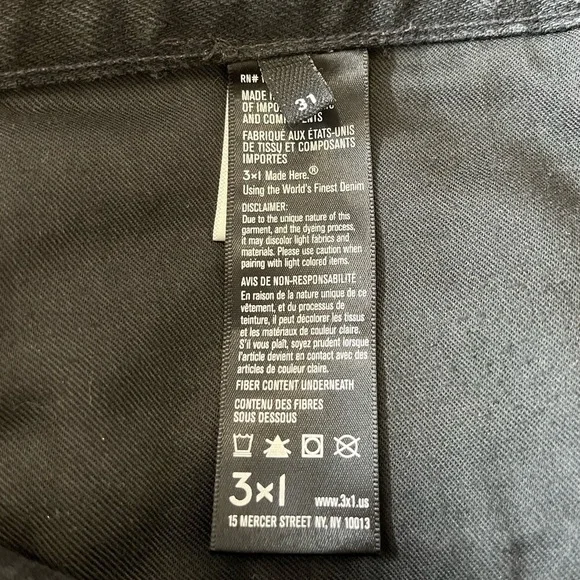 RN#
31
MADE
OF
AND
FABRIQUÉ AUX ÉTATS-UNIS
DE TISSU ET COMPOSANTS
IMPORTÉS
3×1 Made Here.®
Using the World's Finest Denim
DISCLAIMER:
Due to the unique nature of this
garment, and the dyeing process,
it may discolor light fabrics and
materials. Please use caution when
pairing with light colored items.
AVIS DE NON-RESPONSABILITÉ
En raison de la nature unique de ce
vêtement, et du processus de
teinture, il peut décolorer les tissus
et les matériaux de couleur claire.
S'il vous plaît, soyez prudent lorsque
l'article devient en contact avec des
articles de couleur claire.
FIBER CONTENT UNDERNEATH
CONTENU DES FIBRES
SOUS DESSOUS
3×1 www.3x1.us
15 MERCER STREET NY, NY 10013